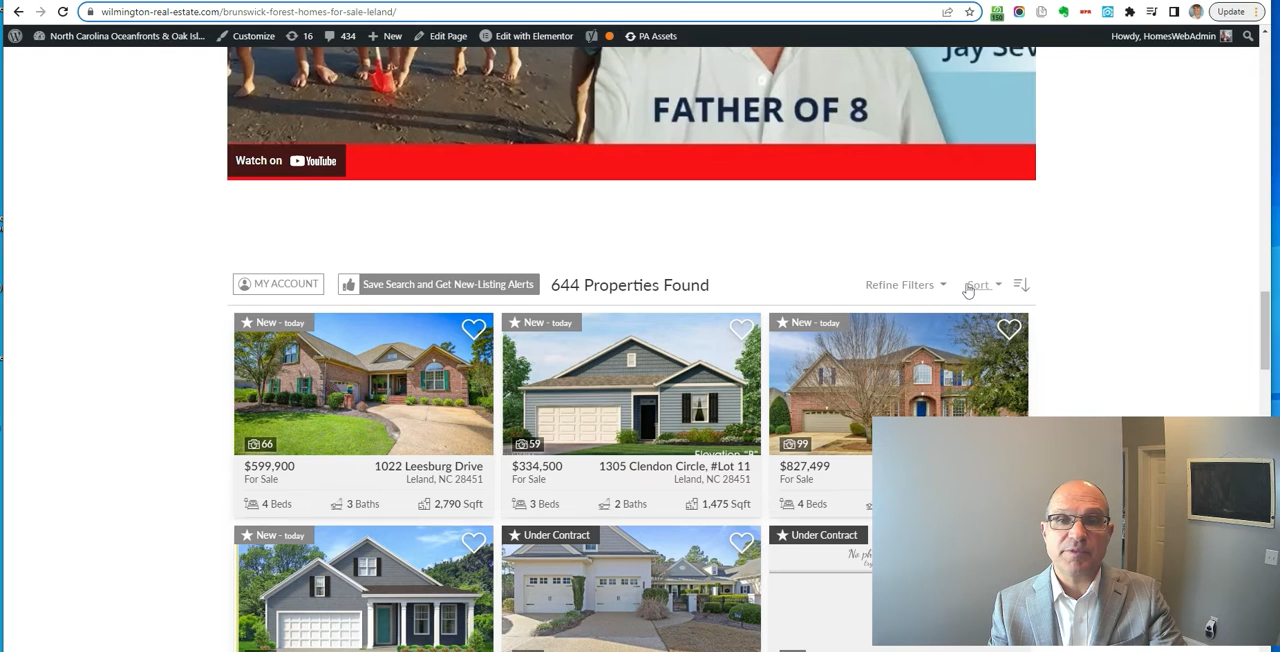 wilmington-real-estate.com/brunswick-forest-homes-for-sale-leland/
150
Update
North Carolina Oceanfronts & Oak Isl...
Customize
16
434
New
Edit Page
Edit with Elementor
PA Assets
Howdy, HomesWebAdmin
Jay Sev
FATHER OF 8
Watch on YouTube
MY ACCOUNT
Save Search and Get New-Listing Alerts
644 Properties Found
Refine Filters
Sort
New - today
New - today
New - today
66
59
Elevation "B"
99
$599,900
1022 Leesburg Drive
For Sale
Leland, NC 28451
4 Beds
3 Baths
2,790 Sqft
$334,500
1305 Clendon Circle, #Lot 11
For Sale
Leland, NC 28451
3 Beds
2 Baths
1,475 Sqft
$827,499
For Sale
4 Beds
New - today
Under Contract
Under Contract
No ph